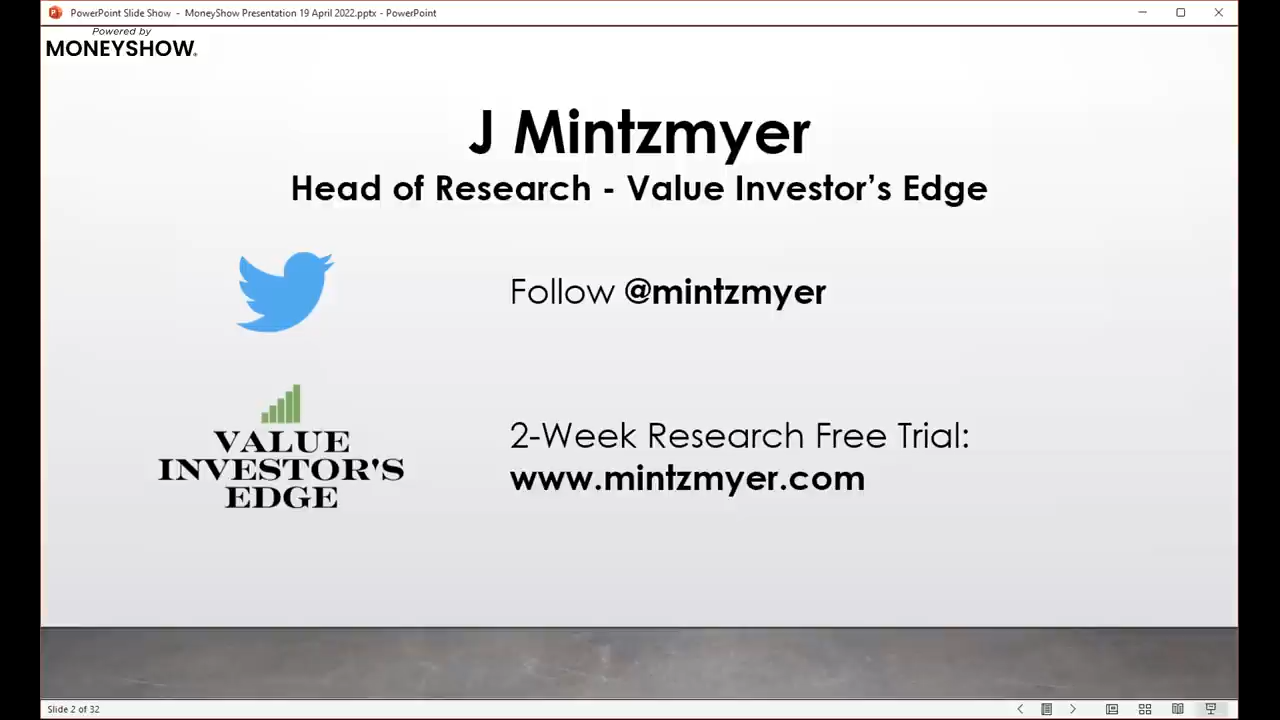 PowerPoint Slide Show - MoneyShow Presentation 19 April 2022.pptx - PowerPoint
Powered by
MONEYSHOW.
J Mintzmyer
Head of Research - Value Investor’s Edge
Follow @mintzmyer
VALUE
INVESTOR'S
EDGE
2-Week Research Free Trial:
www.mintzmyer.com
Slide 2 of 32